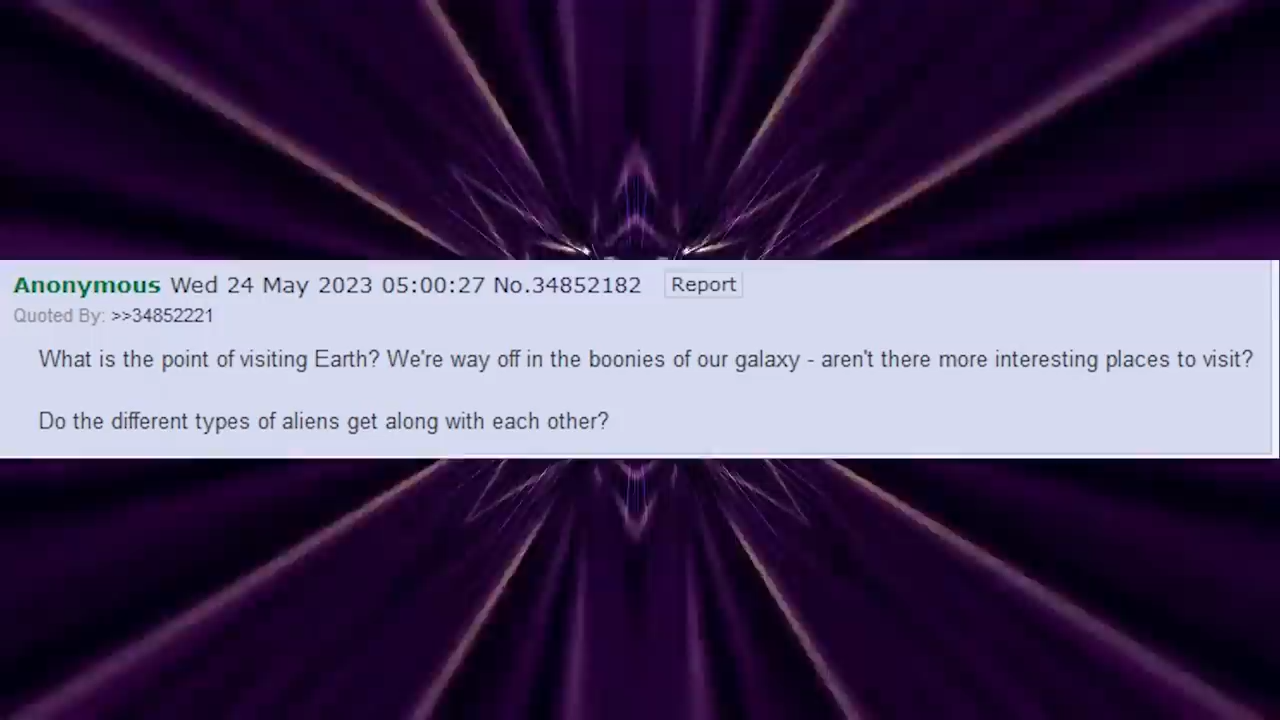 Anonymous Wed 24 May 2023 05:00:27 No.34852182 Report
Quoted By: >>34852221
What is the point of visiting Earth? We're way off in the boonies of our galaxy - aren't there more interesting places to visit?
Do the different types of aliens get along with each other?